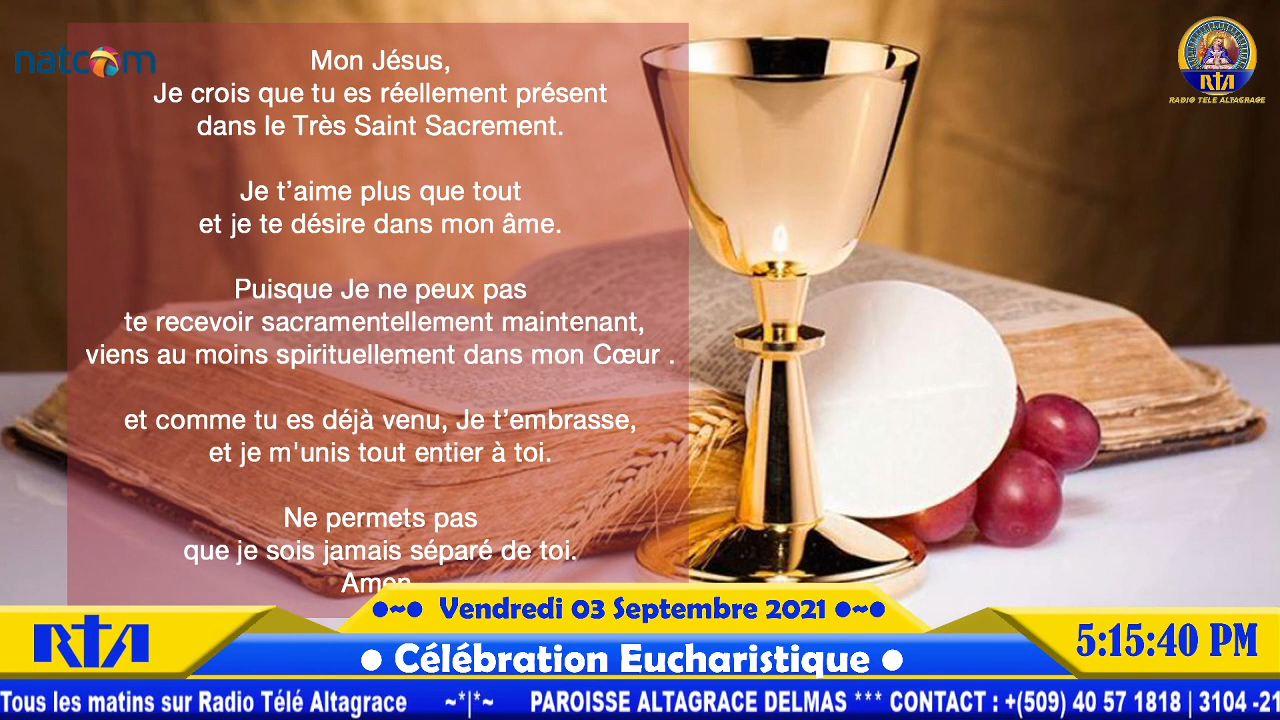 natcom
RTA
RADIO TELE ALTAGRACE
Mon Jésus,
Je crois que tu es réellement présent
dans le Très Saint Sacrement.
Je t’aime plus que tout
et je te désire dans mon âme.
Puisque Je ne peux pas
te recevoir sacramentellement maintenant,
viens au moins spirituellement dans mon Cœur .
et comme tu es déjà venu, Je t’embrasse,
et je m'unis tout entier à toi.
Ne permets pas
que je sois jamais séparé de toi.
Amen
●~● Vendredi 03 Septembre 2021 ●~●
RTA
● Célébration Eucharistique ●
5:15:40 PM
Tous les matins sur Radio Télé Altagrace ~*|*~ PAROISSE ALTAGRACE DELMAS *** CONTACT : +(509) 40 57 1818 | 3104 -21